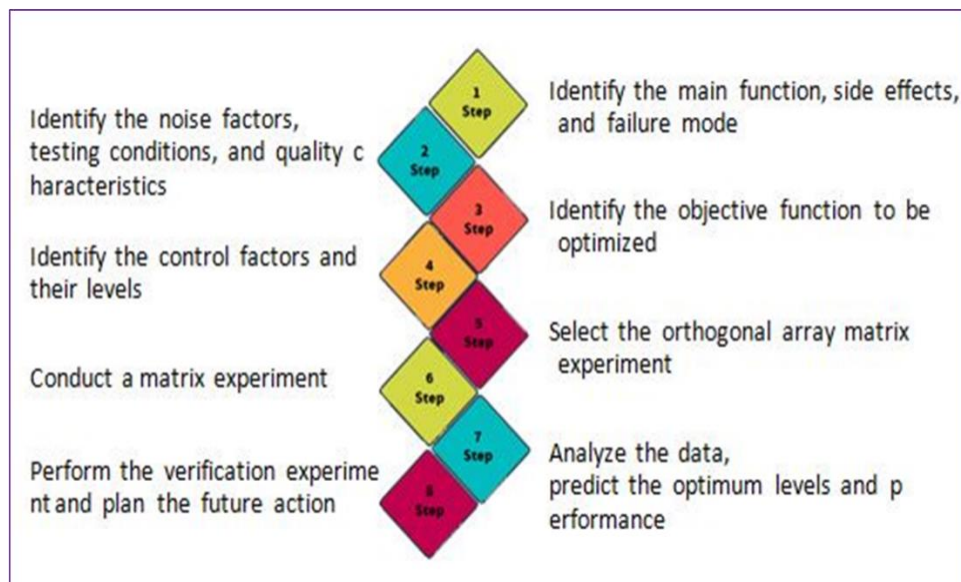 1
Step
Identify the main function, side effects,
and failure mode
2
Step
Identify the noise factors,
testing conditions, and quality c
haracteristics
3
Step
Identify the objective function to be
optimized
4
Step
Identify the control factors and
their levels
5
Step
Select the orthogonal array matrix
experiment
6
Step
Conduct a matrix experiment
7
Step
Analyze the data,
predict the optimum levels and p
erformance
8
Step
Perform the verification experime
nt and plan the future action